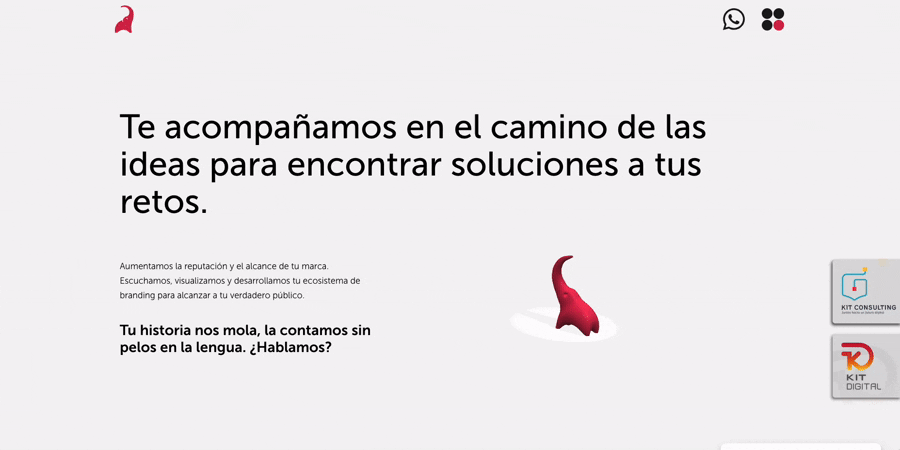 Te acompañamos en el camino de las
ideas para encontrar soluciones a tus
retos.
Aumentamos la reputación y el alcance de tu marca.
Escuchamos, visualizamos y desarrollamos tu ecosistema de
branding para alcanzar a tu verdadero público.
Tu historia nos mola, la contamos sin
pelos en la lengua. ¿Hablamos?
KIT CONSULTING
KIT
DIGITAL